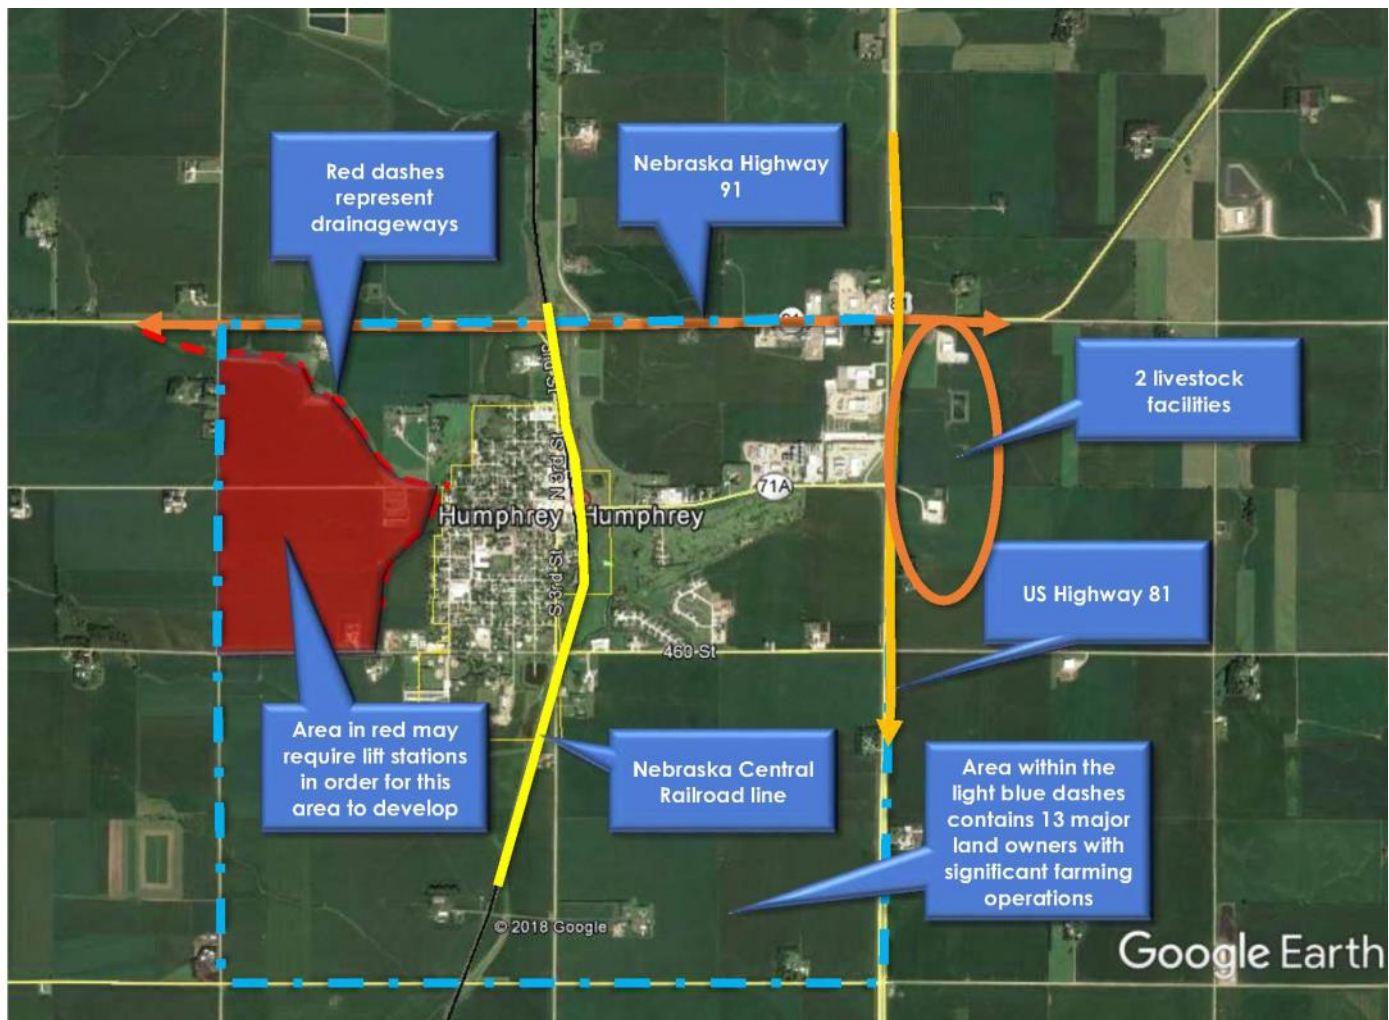 Red dashes
represent
drainageways
Nebraska Highway
91
81
2 livestock
facilities
N 3rd St
71A
Humphrey
Humphrey
S 3rd St
US Highway 81
460 St
Area in red may
require lift stations
in order for this
area to develop
Nebraska Central
Railroad line
Area within the
light blue dashes
contains 13 major
land owners with
significant farming
operations
© 2018 Google
Google Earth